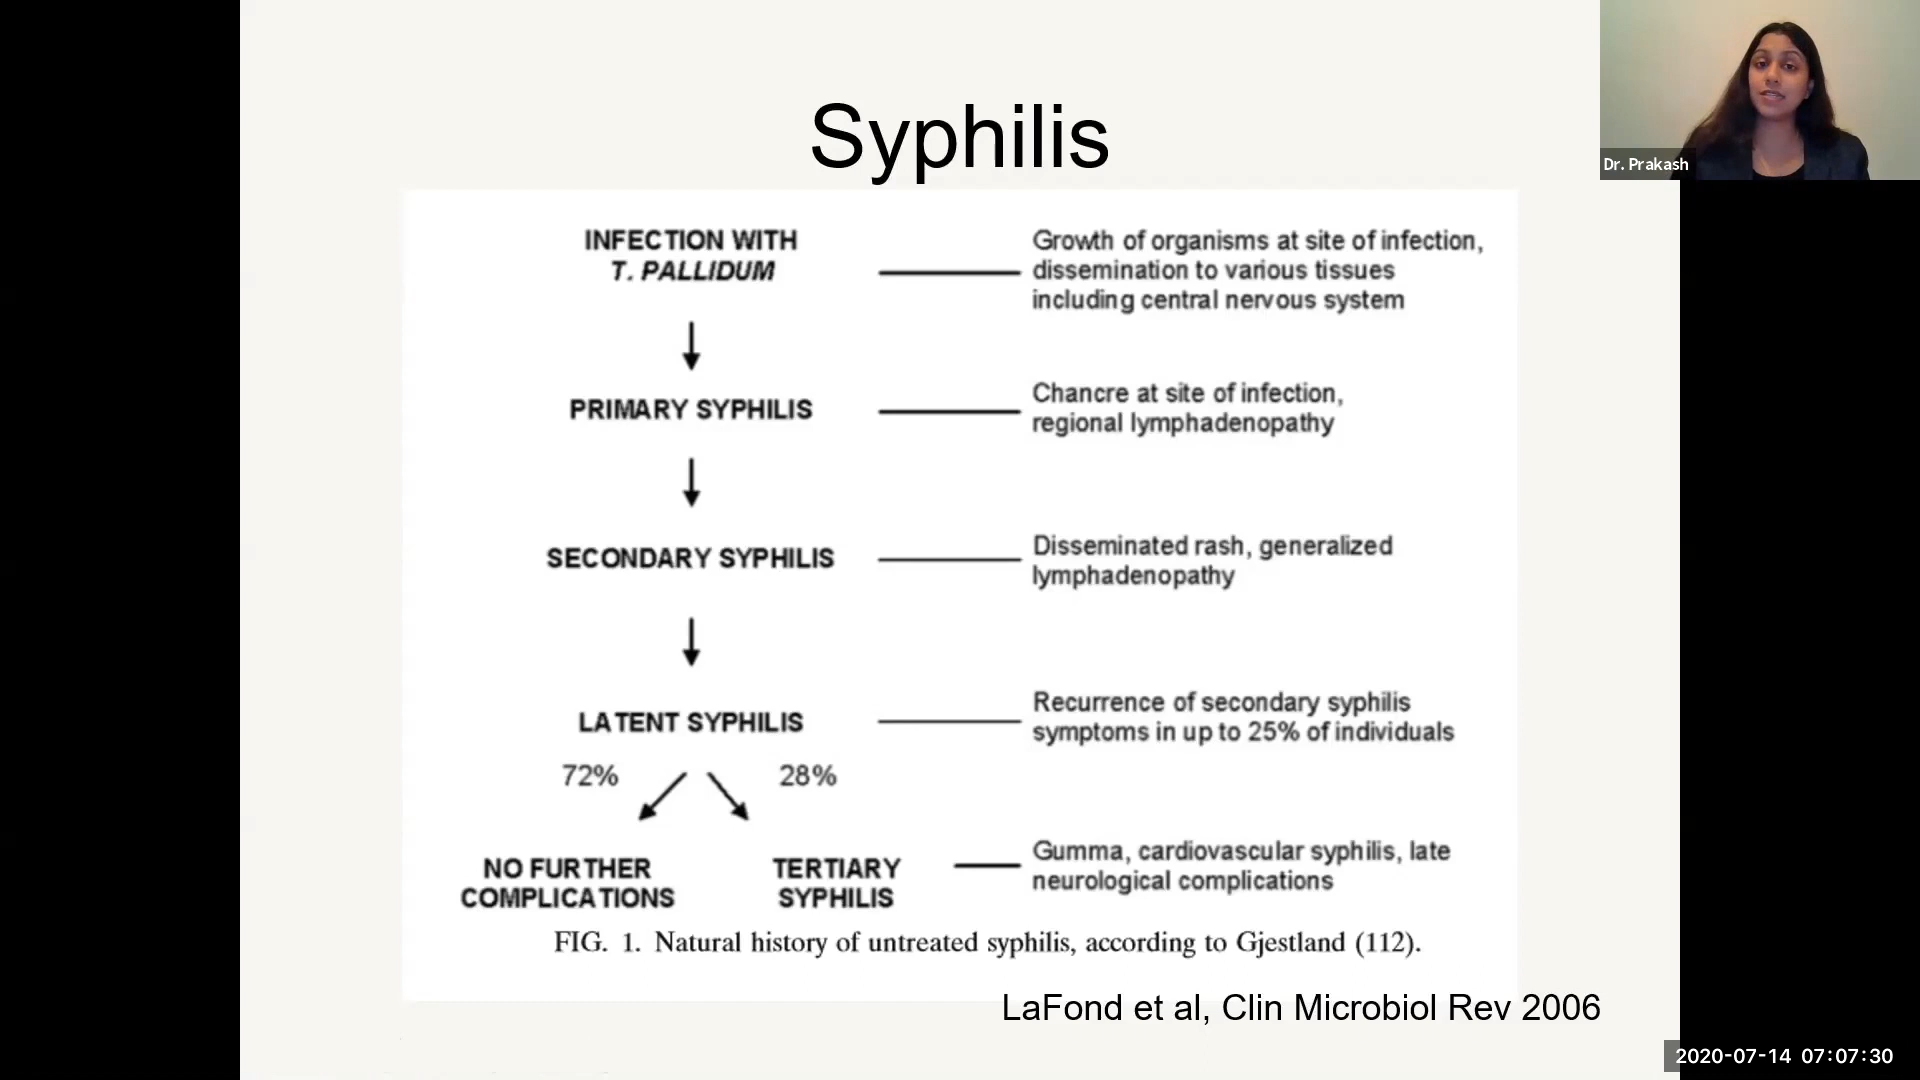 Syphilis
Dr. Prakash
INFECTION WITH
T. PALLIDUM
Growth of organisms at site of infection,
dissemination to various tissues
including central nervous system
PRIMARY SYPHILIS
Chancre at site of infection,
regional lymphadenopathy
SECONDARY SYPHILIS
Disseminated rash, generalized
lymphadenopathy
LATENT SYPHILIS
Recurrence of secondary syphilis
symptoms in up to 25% of individuals
72%
28%
NO FURTHER
COMPLICATIONS
TERTIARY
SYPHILIS
Gumma, cardiovascular syphilis, late
neurological complications
FIG. 1. Natural history of untreated syphilis, according to Gjestland (112).
LaFond et al, Clin Microbiol Rev 2006
2020-07-14 07:07:30